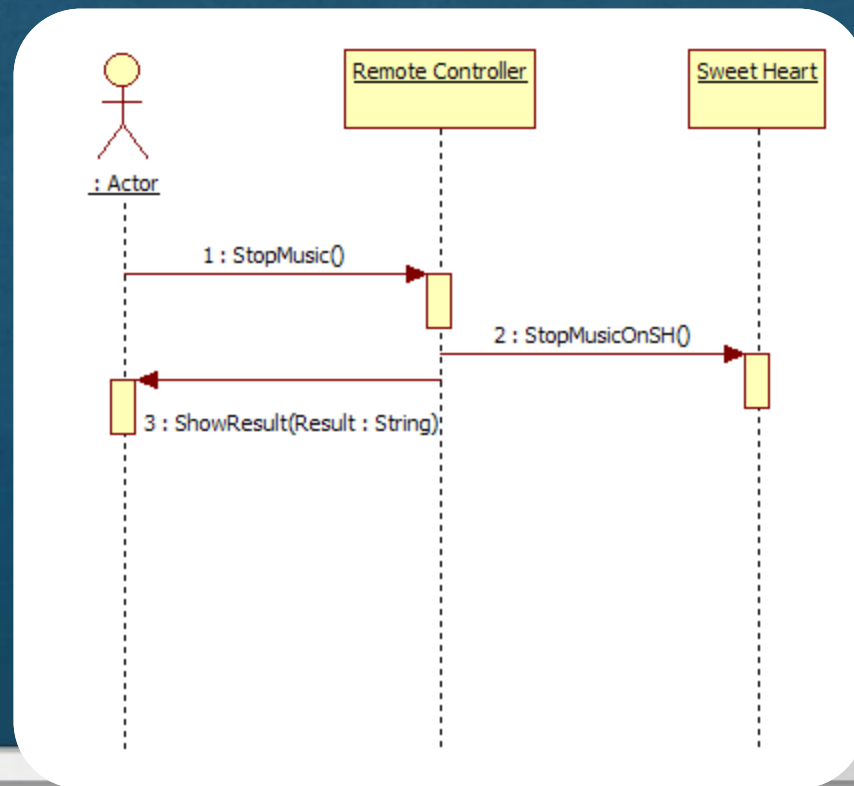 Remote Controller
Sweet Heart
: Actor
1 : StopMusic()
2 : StopMusicOnSH()
3 : ShowResult(Result : String)